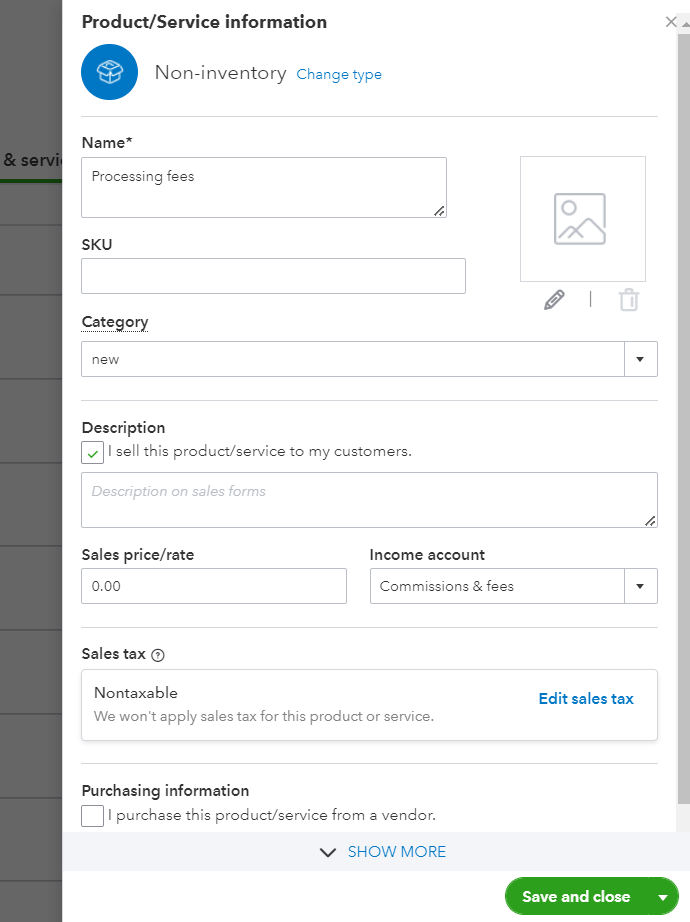 Product/Service information
Non-inventory Change type
& servi
Name*
Processing fees
SKU
Category
new
Description
I sell this product/service to my customers.
Description on sales forms
Sales price/rate Income account
0.00 Commissions & fees
Sales tax ?
Nontaxable
We won't apply sales tax for this product or service.
Edit sales tax
Purchasing information
I purchase this product/service from a vendor.
SHOW MORE
Save and close